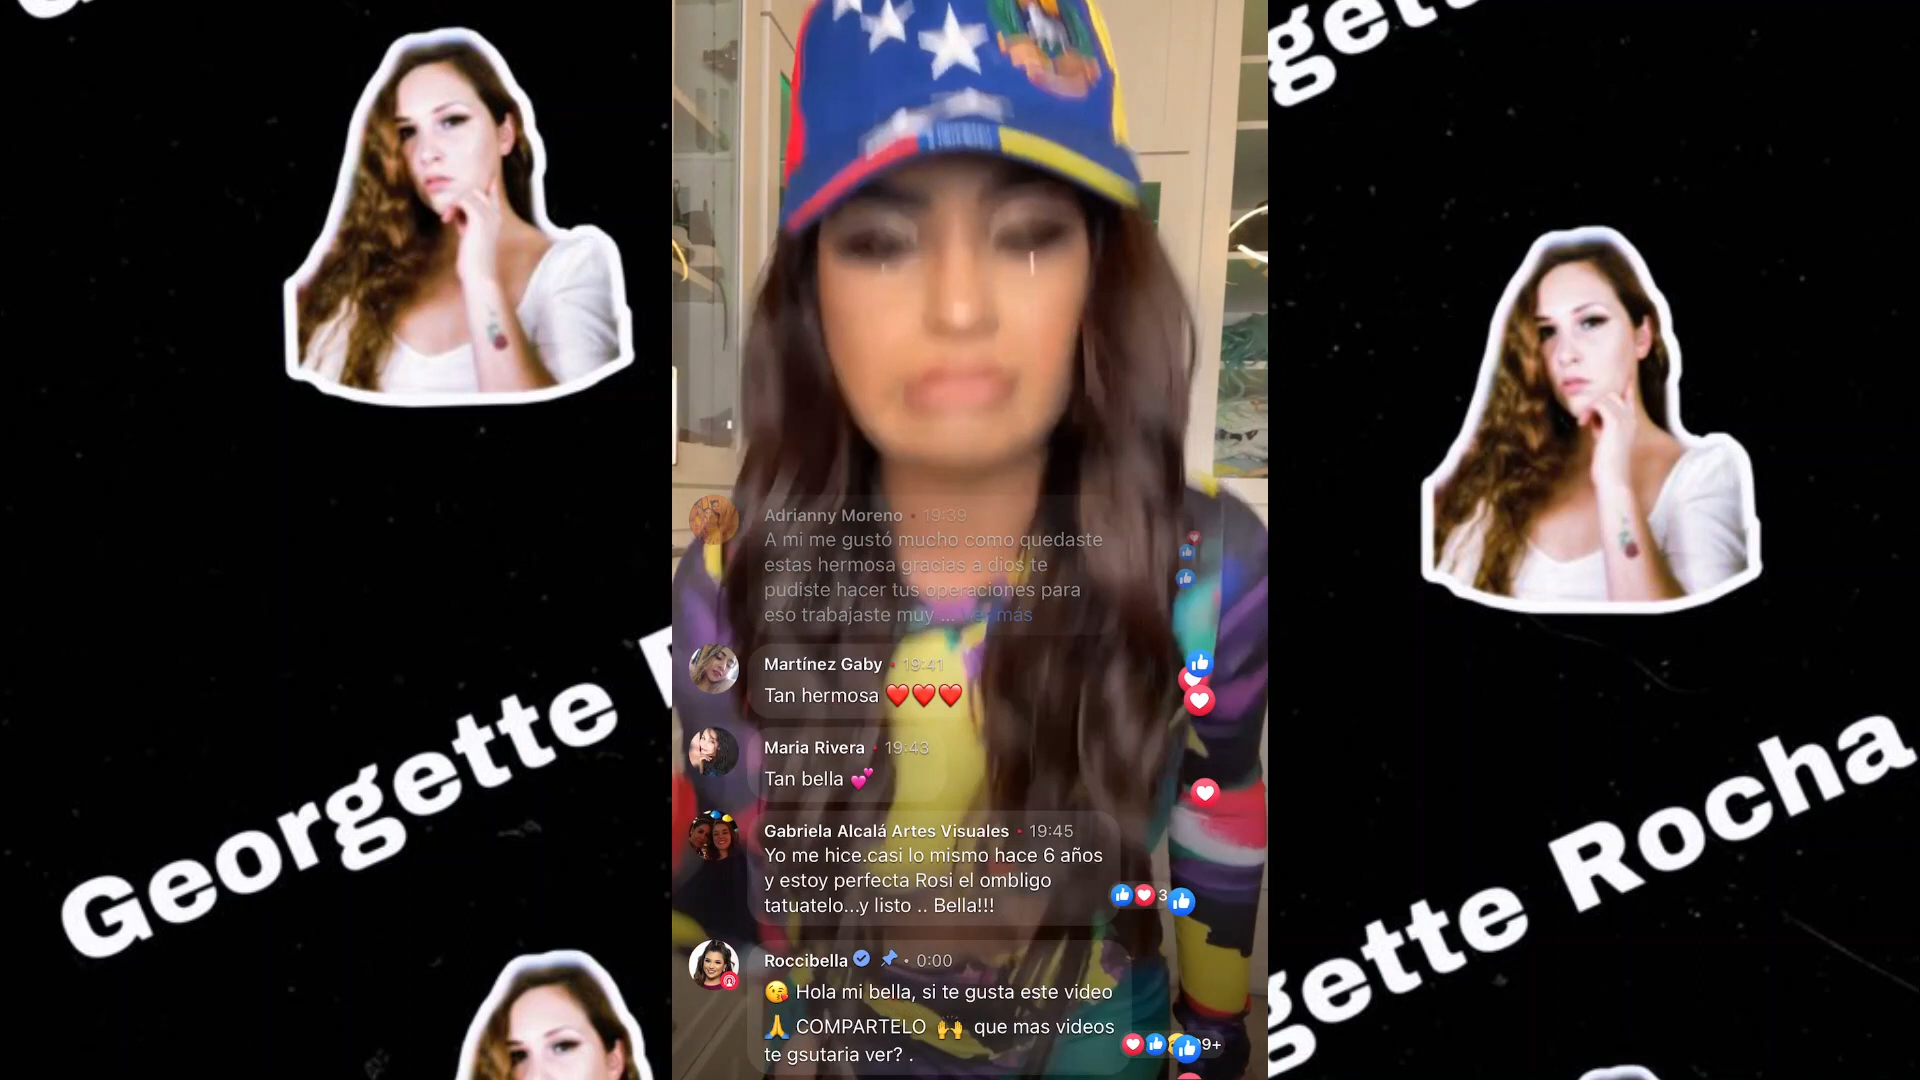 Georgette
Georgette Rocha
Adrianny Moreno • 19:39
A mi me gustó mucho como quedaste
estas hermosa gracias a dios te
pudiste hacer tus operaciones para
eso trabajaste muy ... Ver más
Martínez Gaby • 19:41
Tan hermosa ❤️❤️❤️
Maria Rivera • 19:43
Tan bella 💕
Gabriela Alcalá Artes Visuales • 19:45
Yo me hice.casi lo mismo hace 6 años
y estoy perfecta Rosi el ombligo
tatuatelo...y listo .. Bella!!!
3
Roccibella • 0:00
😘 Hola mi bella, si te gusta este video
🙏 COMPARTELO 🙌 que mas videos
te gsutaria ver? .
9+